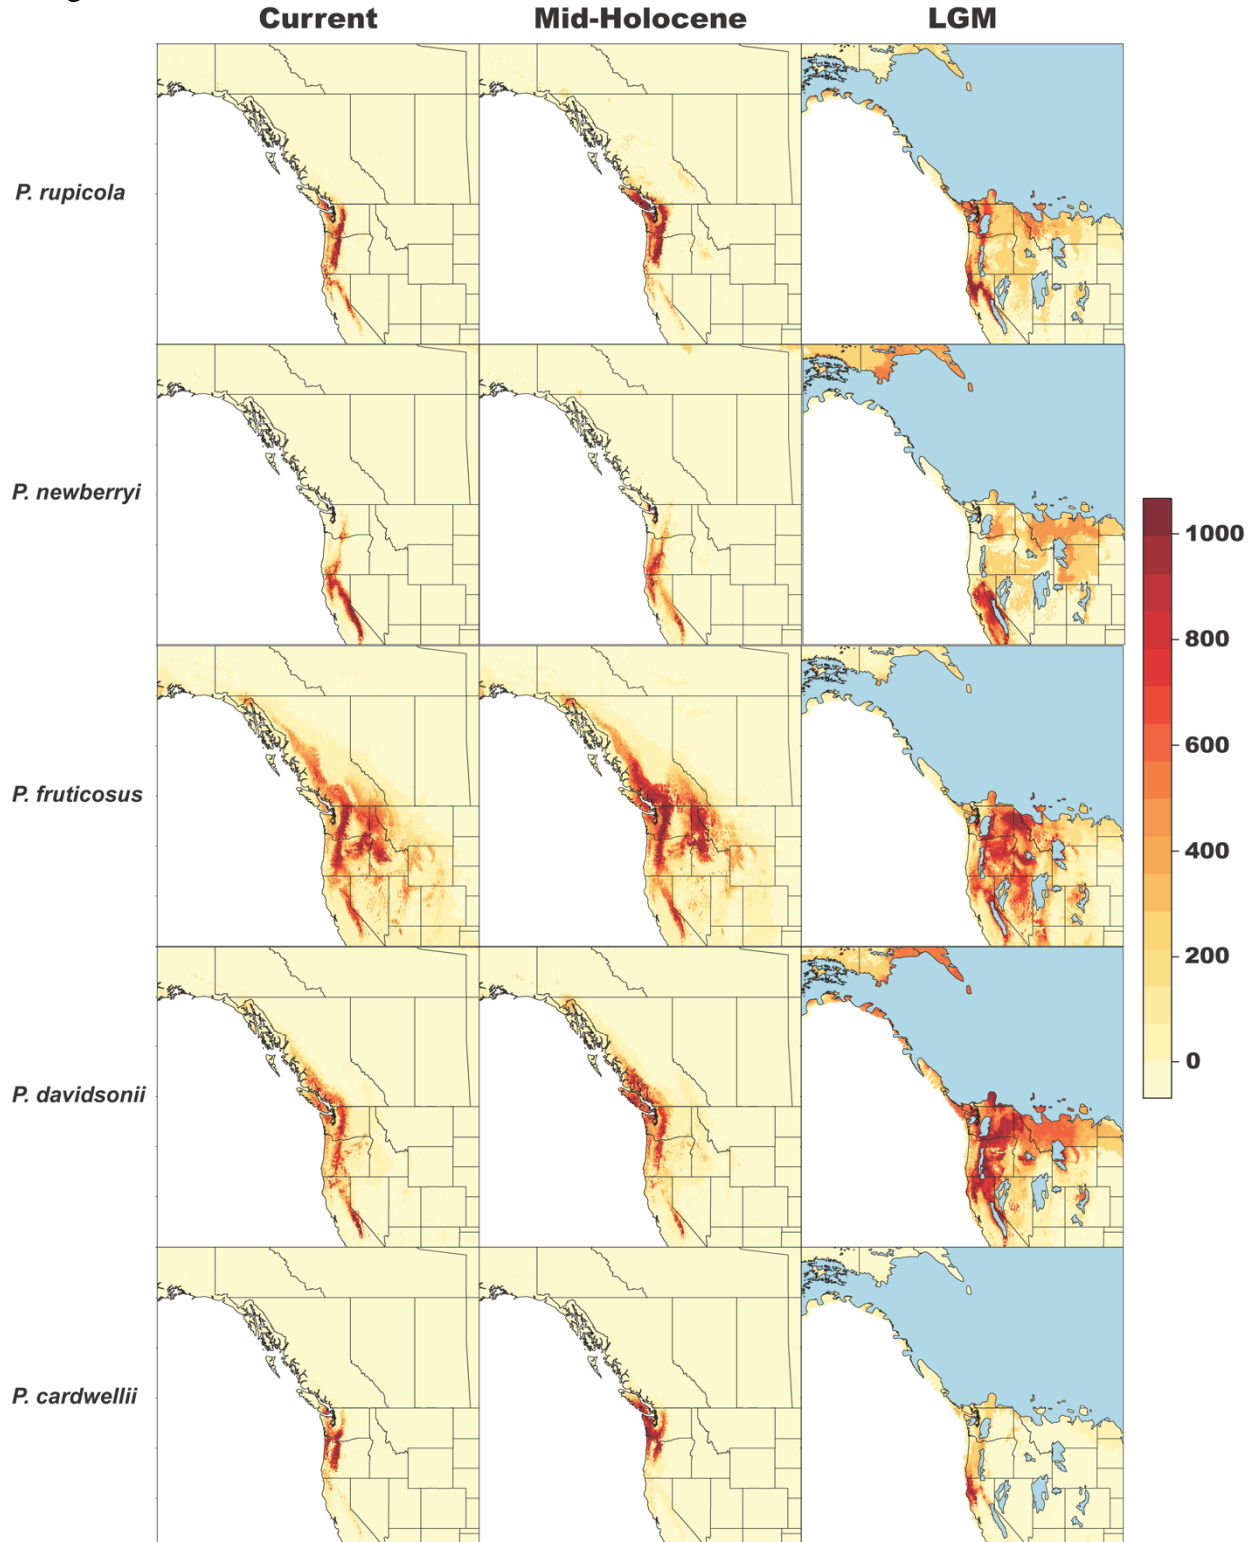 Current Mid-Holocene LGM
P. rupicola
P. newberryi
P. fruticosus
P. davidsonii
P. cardwellii
1000
800
600
400
200
0